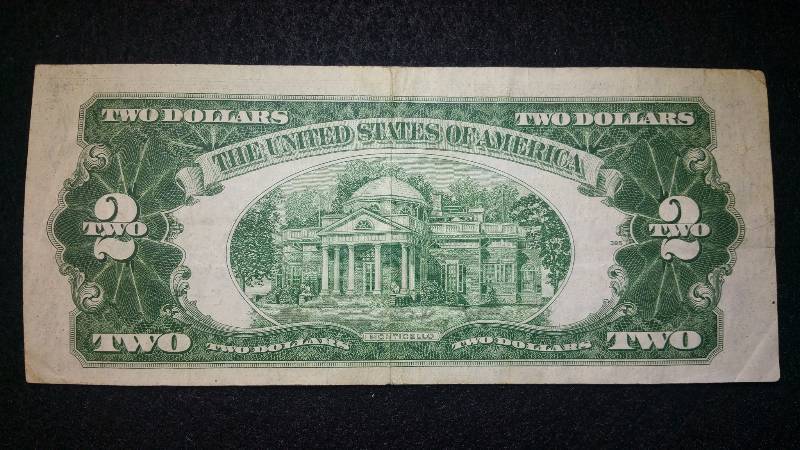 TWO DOLLARS TWO DOLLARS
THE UNITED STATES OF AMERICA
2 2
TWO TWO
MONTICELLO
TWO TWO DOLLARS TWO DOLLARS TWO